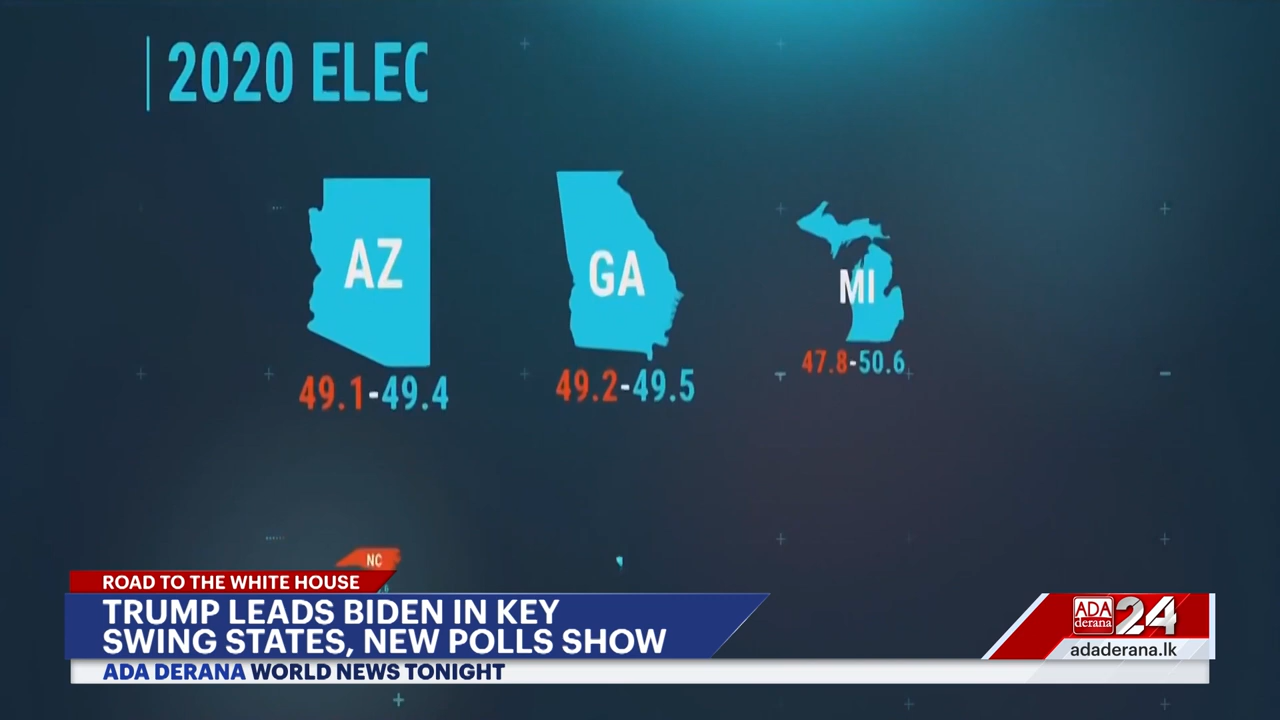 2020 ELEC
AZ
GA
MI
49.1-49.4
49.2-49.5
47.8-50.6
NC
ROAD TO THE WHITE HOUSE
TRUMP LEADS BIDEN IN KEY
SWING STATES, NEW POLLS SHOW
ADA DERANA WORLD NEWS TONIGHT
ADA
derana
24
adaderana.lk